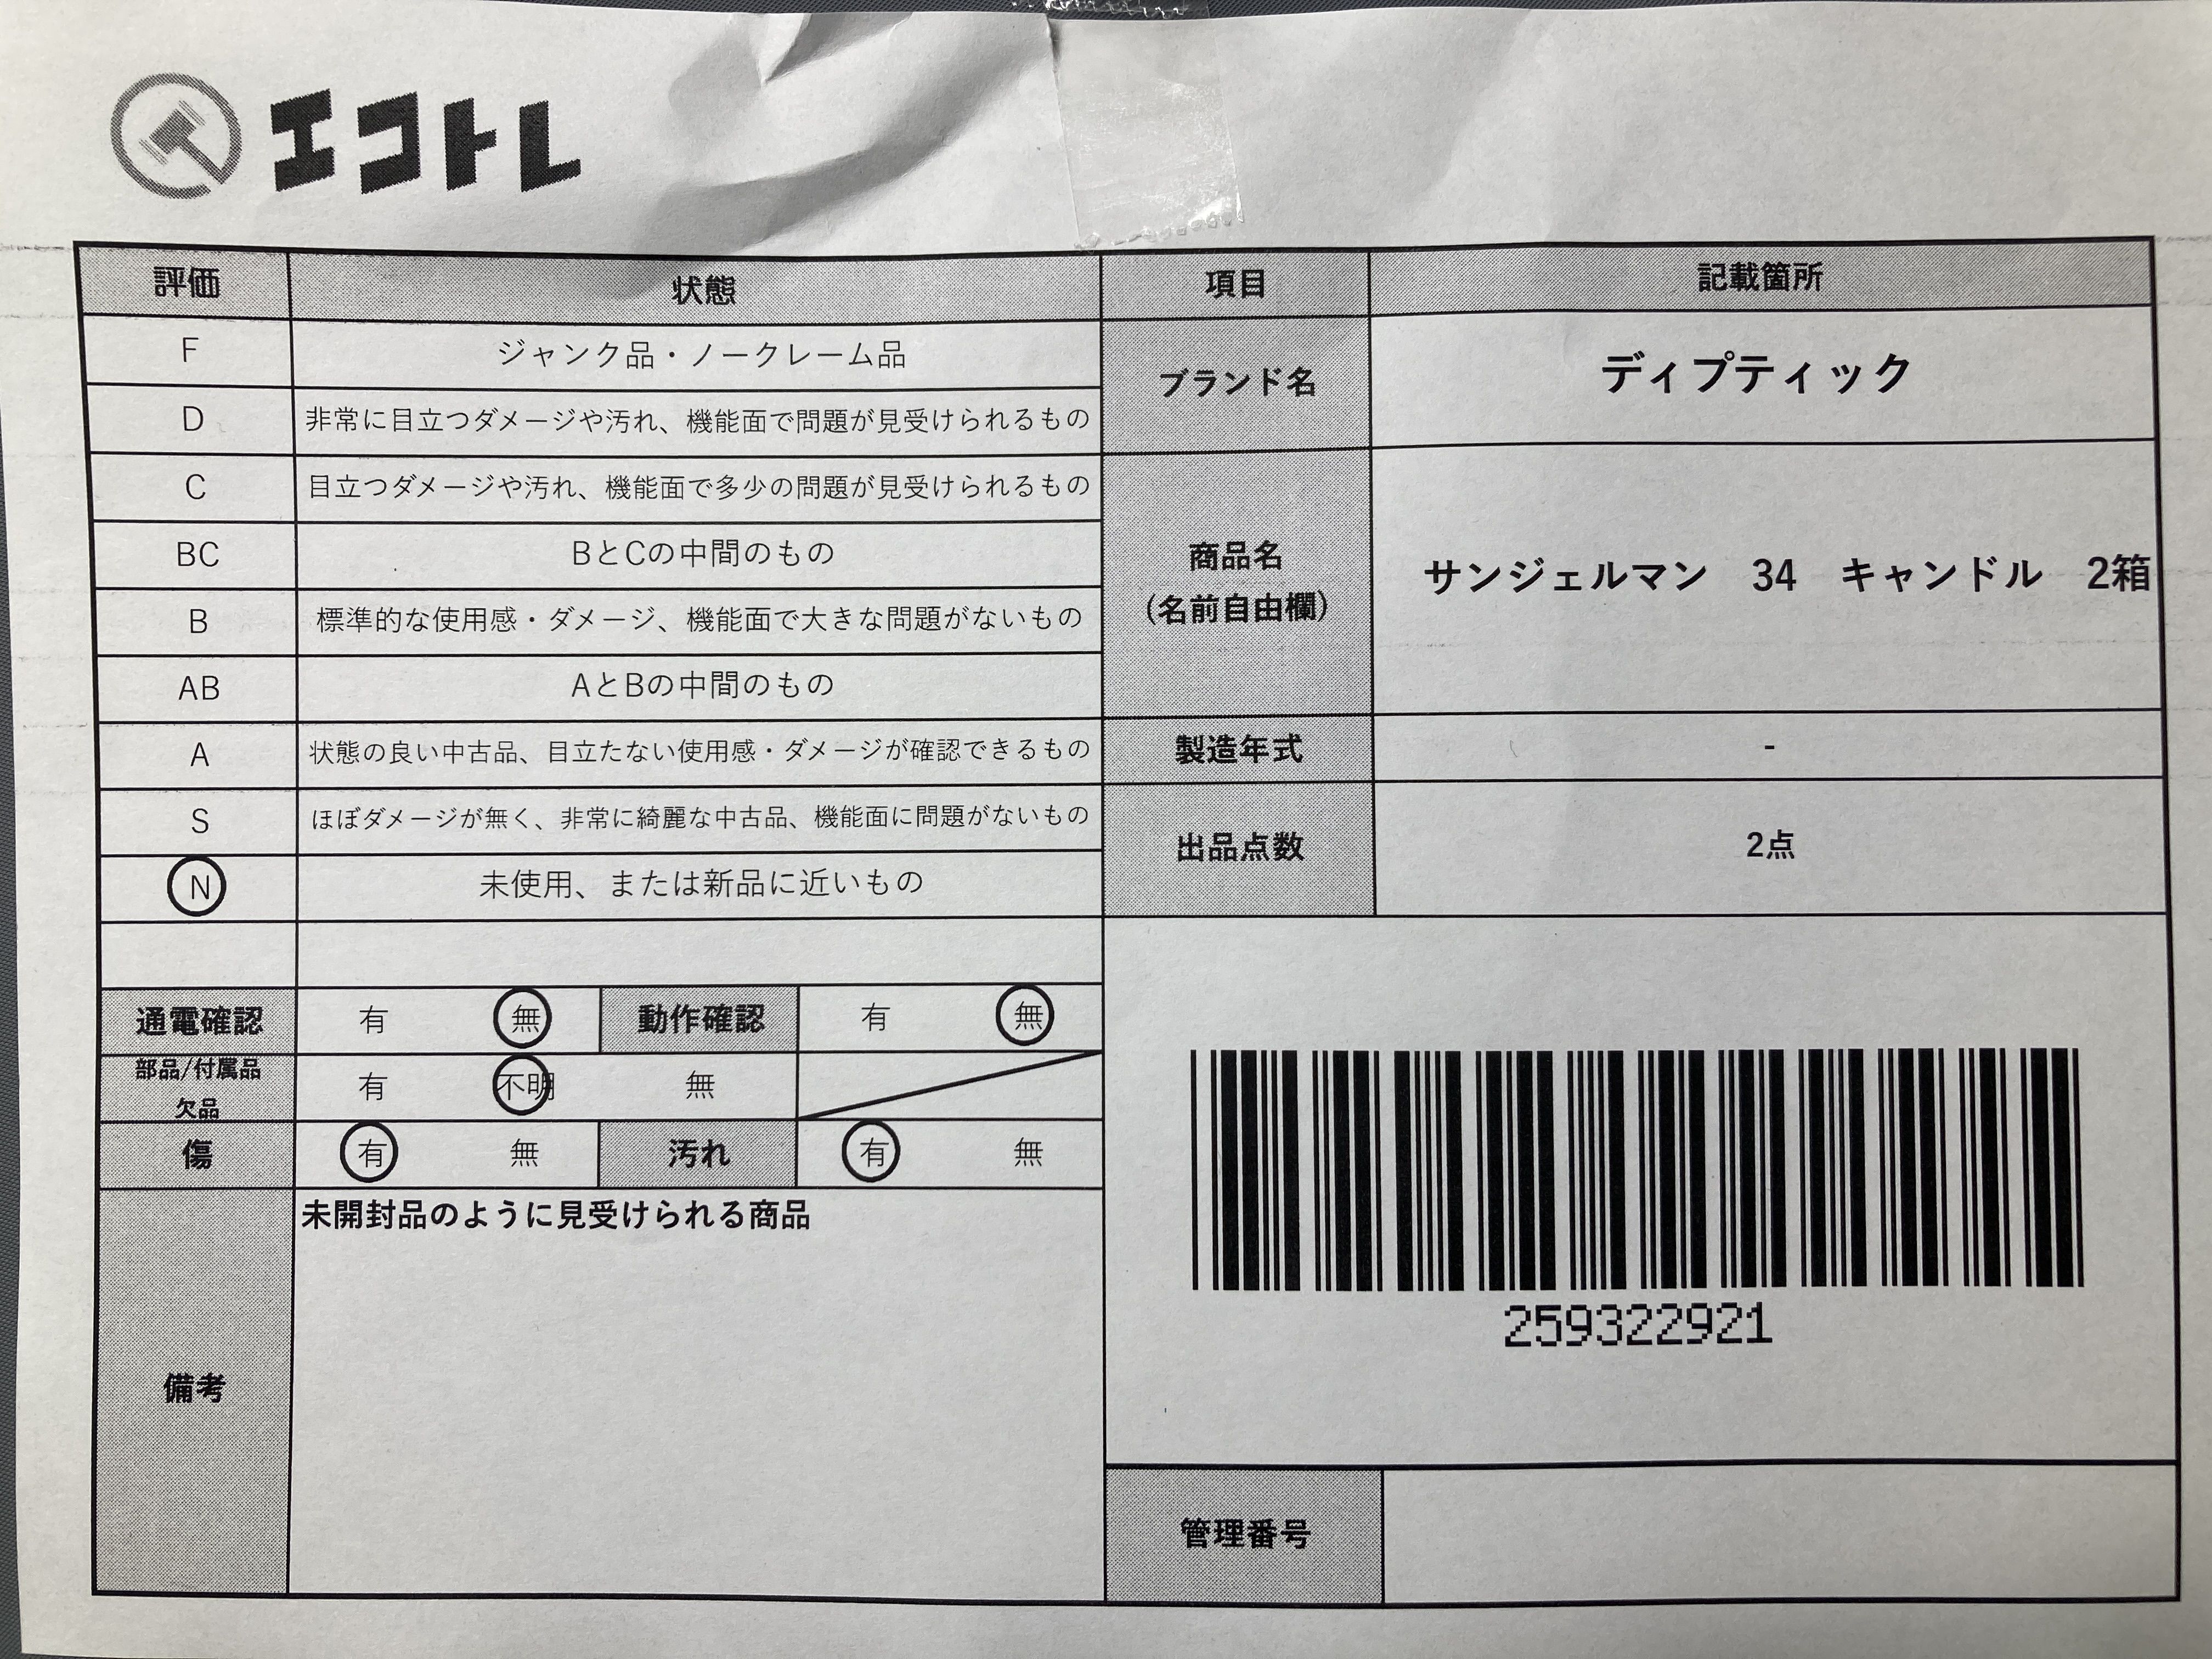 エコトレ
評価 状態 項目 記載箇所
F ジャンク品・ノークレーム品
D 非常に目立つダメージや汚れ、機能面で問題が見受けられるもの
ブランド名 ディプティック
C 目立つダメージや汚れ、機能面で多少の問題が見受けられるもの
BC BとCの中間のもの
B 標準的な使用感・ダメージ、機能面で大きな問題がないもの
AB AとBの中間のもの
商品名
(名前自由欄)
サンジェルマン 34 キャンドル 2箱
A 状態の良い中古品、目立たない使用感・ダメージが確認できるもの
製造年式 -
S ほぼダメージが無く、非常に綺麗な中古品、機能面に問題がないもの
N 未使用、または新品に近いもの
出品点数 2点
通電確認 有 無 動作確認 有 無
部品/付属品
欠品
有 不明 無
傷 有 無 汚れ 有 無
備考
未開封品のように見受けられる商品
259322921
管理番号